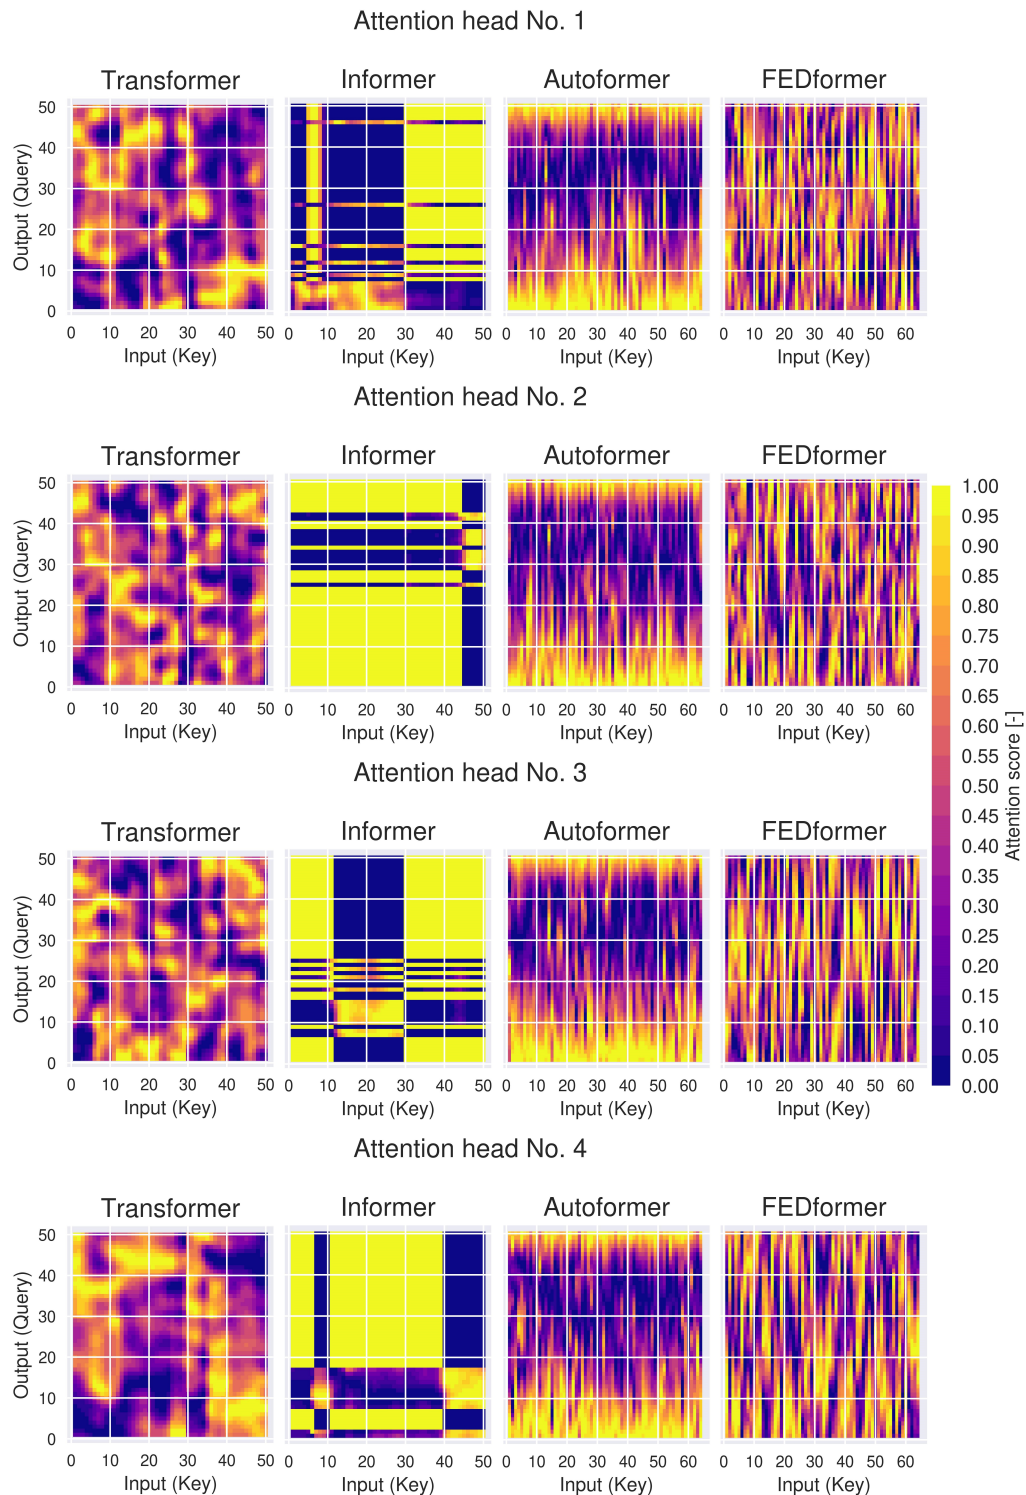 Attention head No. 1
Transformer Informer Autoformer FEDformer
Output (Query)
50
40
30
20
10
0
0 10 20 30 40 50 0 10 20 30 40 50 0 10 20 30 40 50 60 0 10 20 30 40 50 60
Input (Key) Input (Key) Input (Key) Input (Key)
Attention head No. 2
Transformer Informer Autoformer FEDformer
Output (Query)
50
40
30
20
10
0
0 10 20 30 40 50 0 10 20 30 40 50 0 10 20 30 40 50 60 0 10 20 30 40 50 60
Input (Key) Input (Key) Input (Key) Input (Key)
Attention head No. 3
Transformer Informer Autoformer FEDformer
Output (Query)
50
40
30
20
10
0
0 10 20 30 40 50 0 10 20 30 40 50 0 10 20 30 40 50 60 0 10 20 30 40 50 60
Input (Key) Input (Key) Input (Key) Input (Key)
Attention head No. 4
Transformer Informer Autoformer FEDformer
Output (Query)
50
40
30
20
10
0
0 10 20 30 40 50 0 10 20 30 40 50 0 10 20 30 40 50 60 0 10 20 30 40 50 60
Input (Key) Input (Key) Input (Key) Input (Key)
1.00
0.95
0.90
0.85
0.80
0.75
0.70
0.65
0.60
0.55
0.50
0.45
0.40
0.35
0.30
0.25
0.20
0.15
0.10
0.05
0.00
Attention score [-]